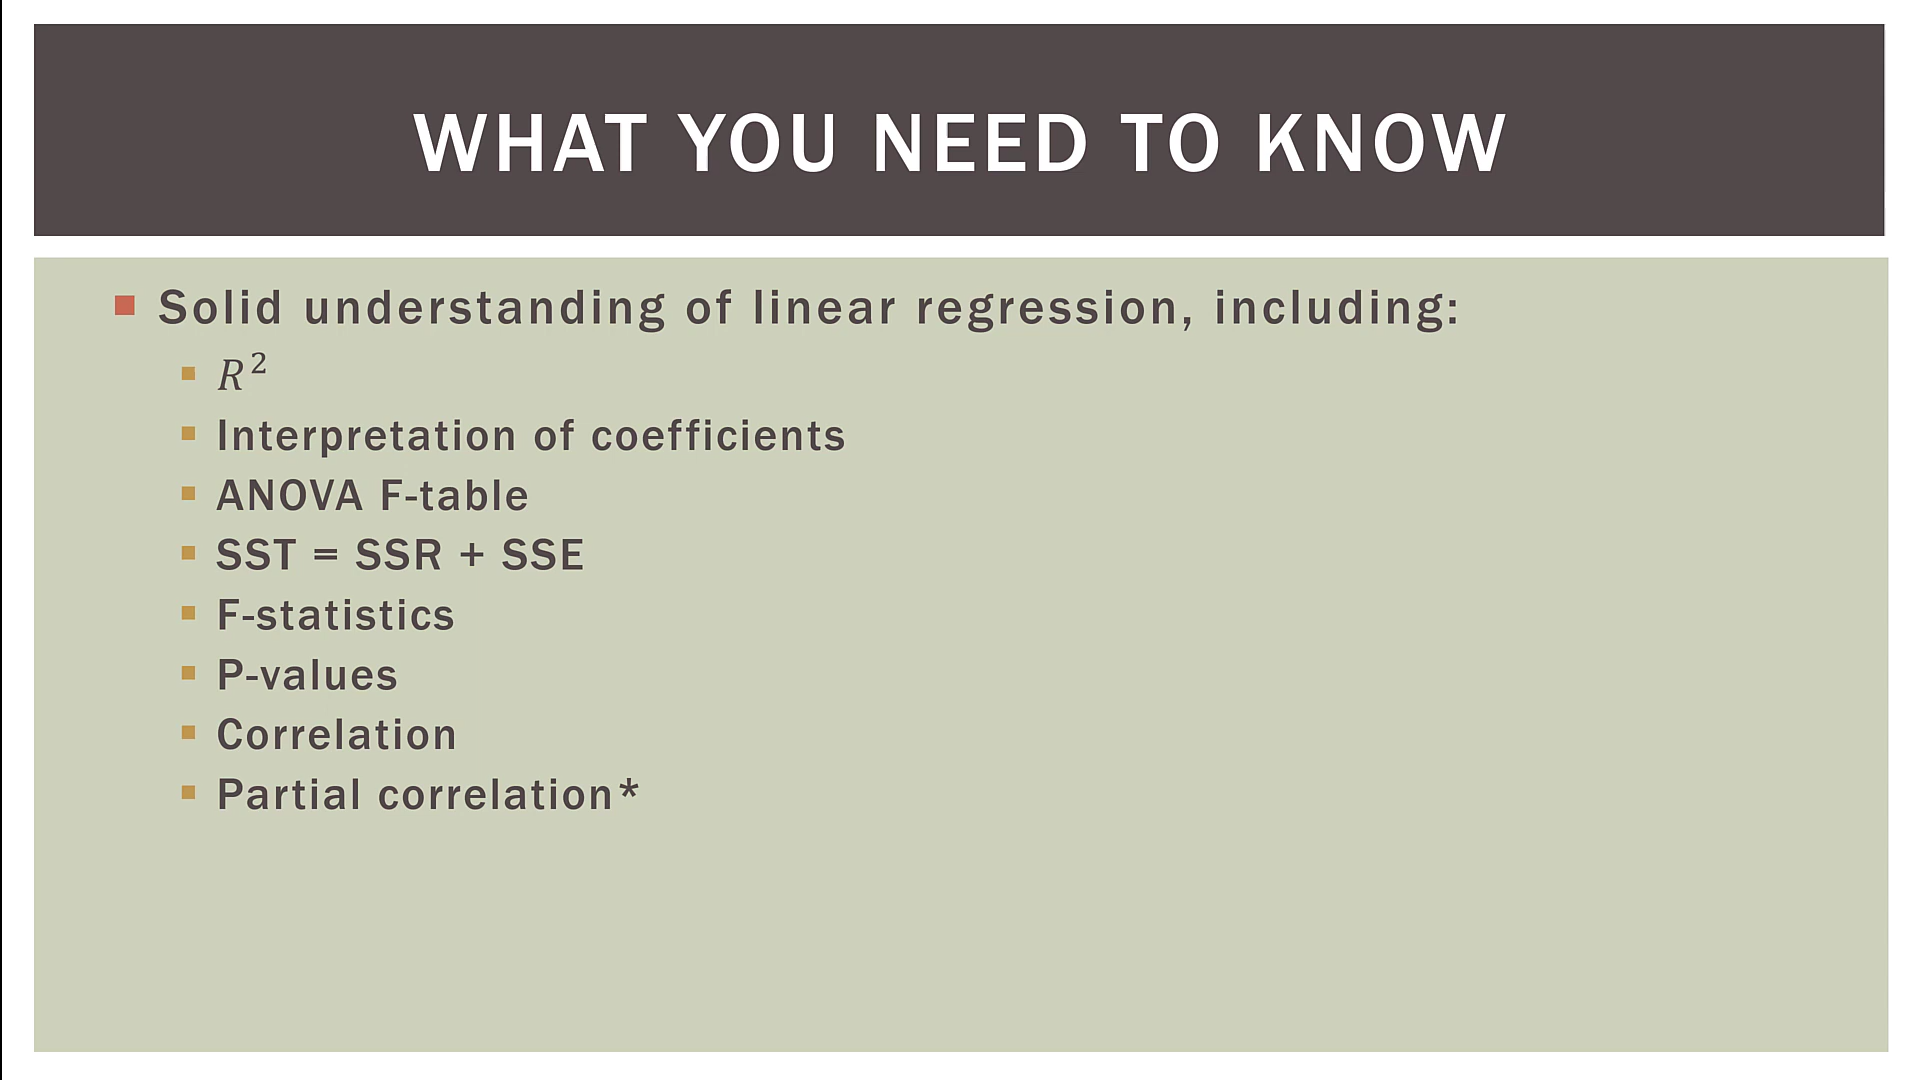 WHAT YOU NEED TO KNOW
Solid understanding of linear regression, including:
R²
Interpretation of coefficients
ANOVA F-table
SST = SSR + SSE
F-statistics
P-values
Correlation
Partial correlation*